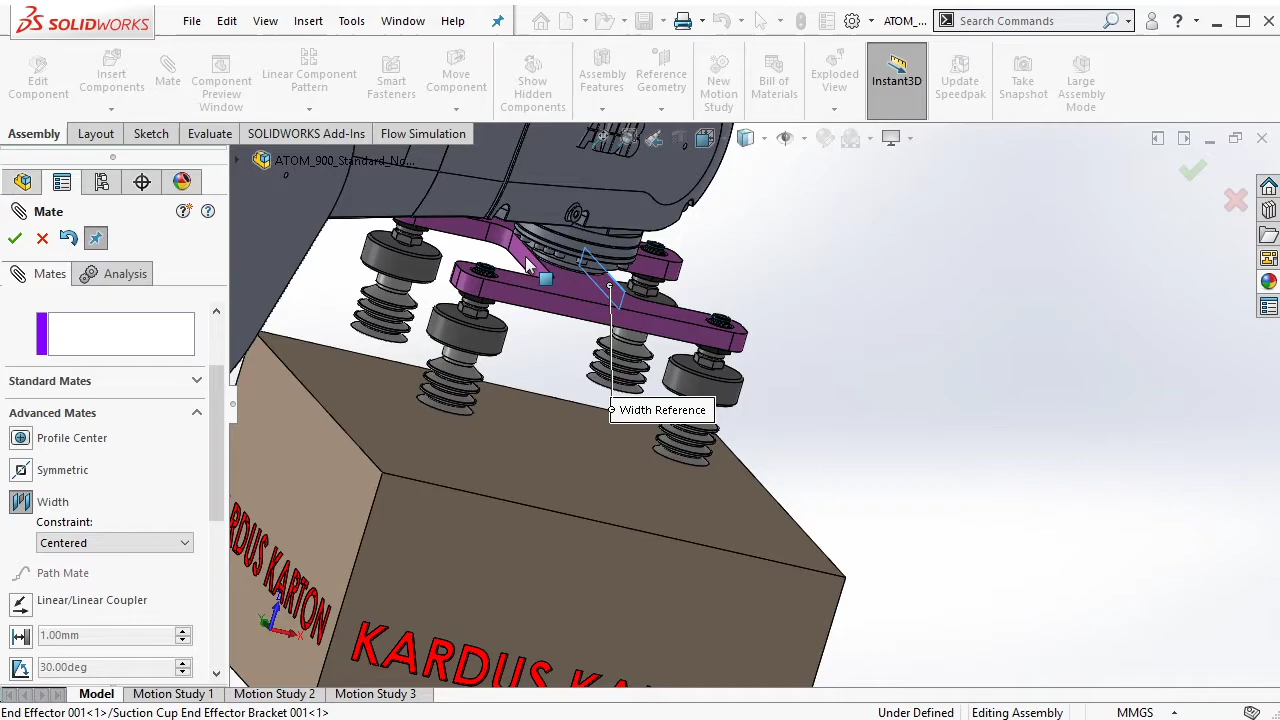 SOLIDWORKS
File Edit View Insert Tools Window Help
ATOM_...
Search Commands
Edit Component
Insert Components
Mate
Component Preview Window
Linear Component Pattern
Smart Fasteners
Move Component
Show Hidden Components
Assembly Features
Reference Geometry
New Motion Study
Bill of Materials
Exploded View
Instant3D
Update Speedpak
Take Snapshot
Large Assembly Mode
Assembly Layout Sketch Evaluate SOLIDWORKS Add-Ins Flow Simulation
ATOM_900_Standard_No...
Mate
Mates Analysis
Standard Mates
Advanced Mates
Profile Center
Symmetric
Width
Constraint:
Centered
Path Mate
Linear/Linear Coupler
1.00mm
30.00deg
Width Reference
RDUS KARTON
KARDUS KA
Y X
Model Motion Study 1 Motion Study 2 Motion Study 3
End Effector 001<1>/Suction Cup End Effector Bracket 001<1>
Under Defined Editing Assembly MMGS